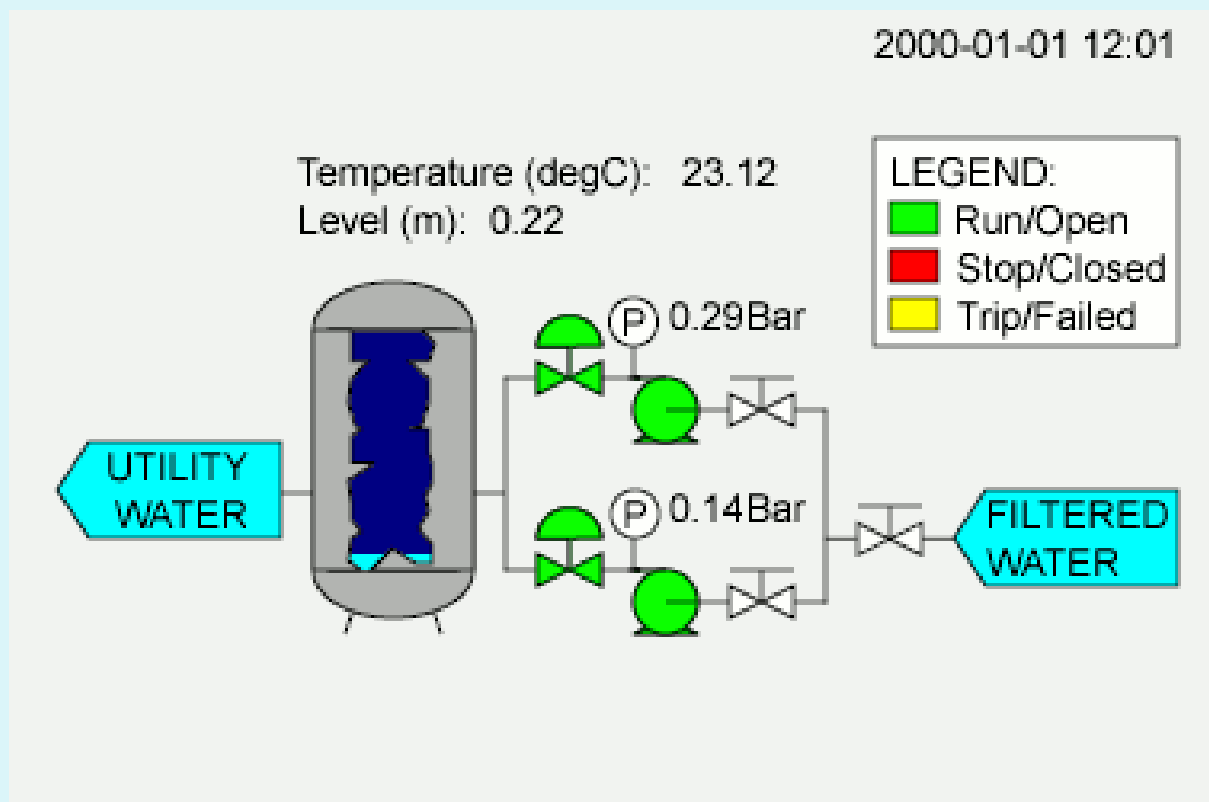 2000-01-01 12:01
Temperature (degC): 23.12
Level (m): 0.22
LEGEND:
Run/Open
Stop/Closed
Trip/Failed
P 0.29Bar
UTILITY
WATER
P 0.14Bar
FILTERED
WATER